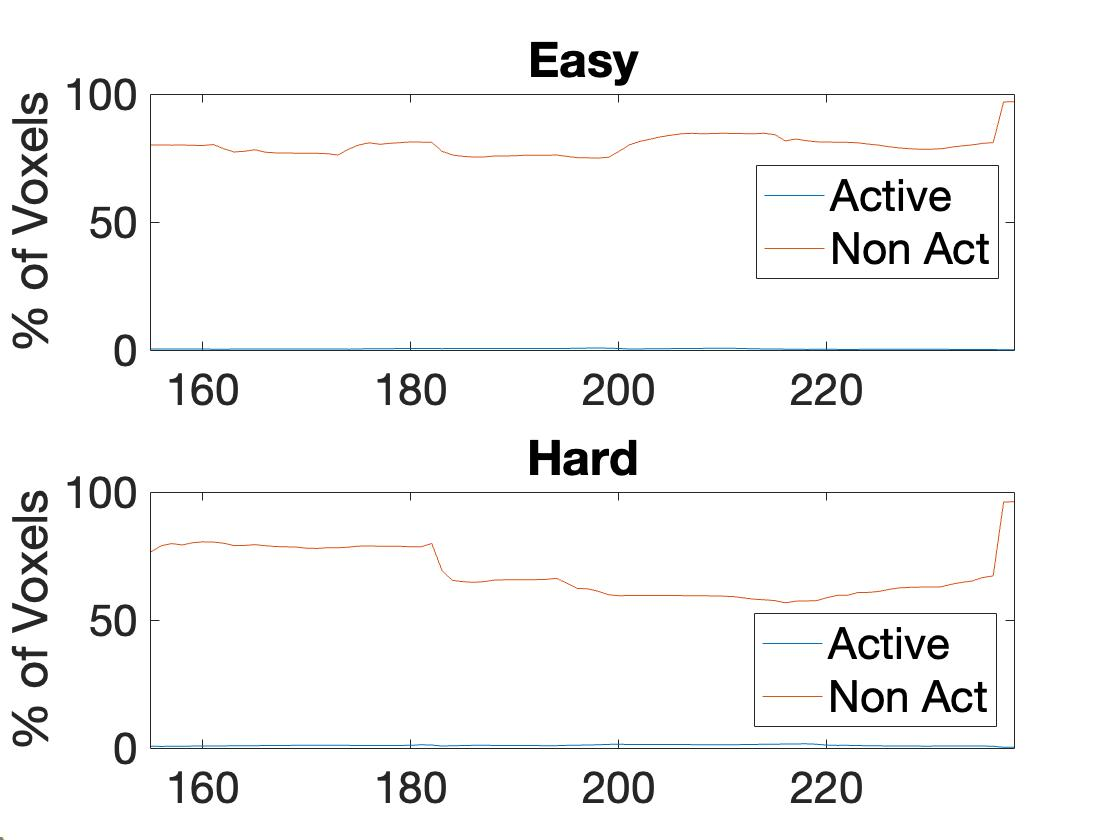 Easy
% of Voxels
100
50
0
Active
Non Act
160 180 200 220
Hard
% of Voxels
100
50
0
Active
Non Act
160 180 200 220